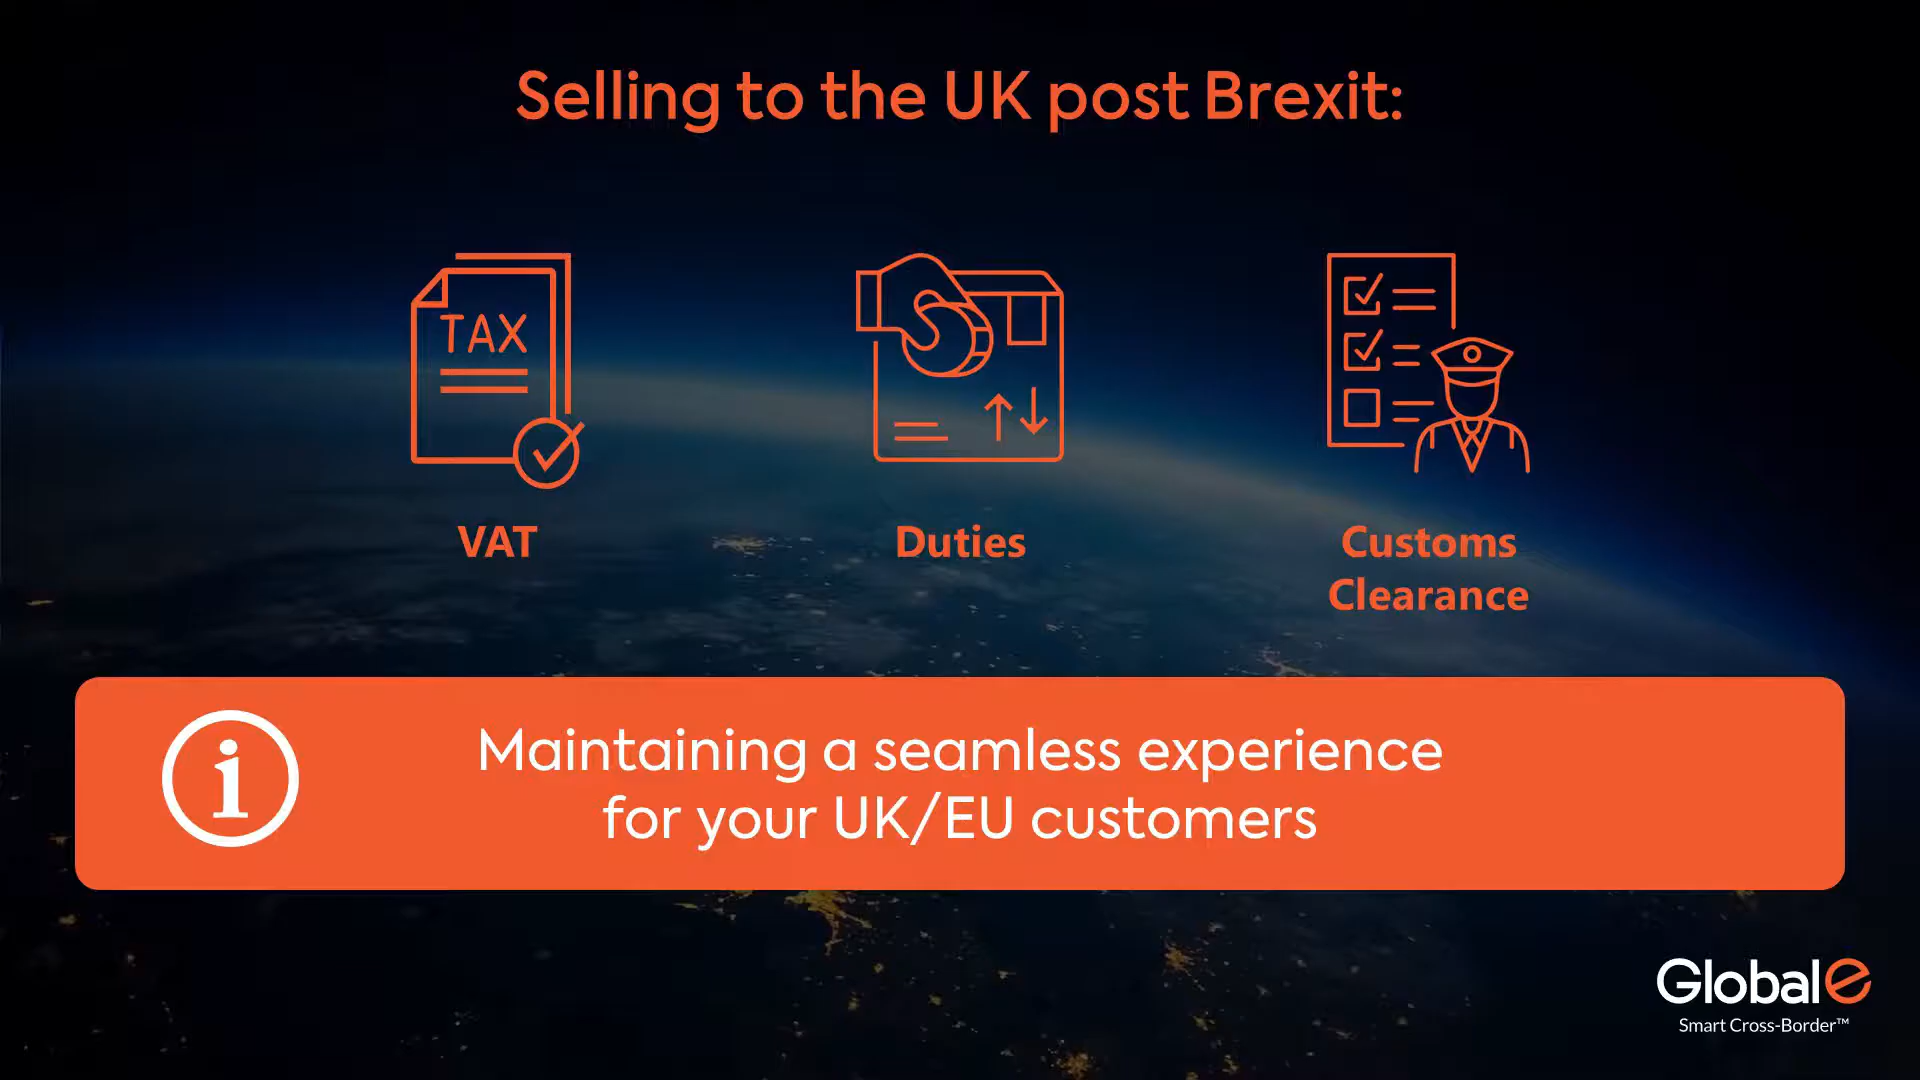 Selling to the UK post Brexit:
TAX
VAT
Duties
Customs
Clearance
i
Maintaining a seamless experience
for your UK/EU customers
Globale
Smart Cross-Border™